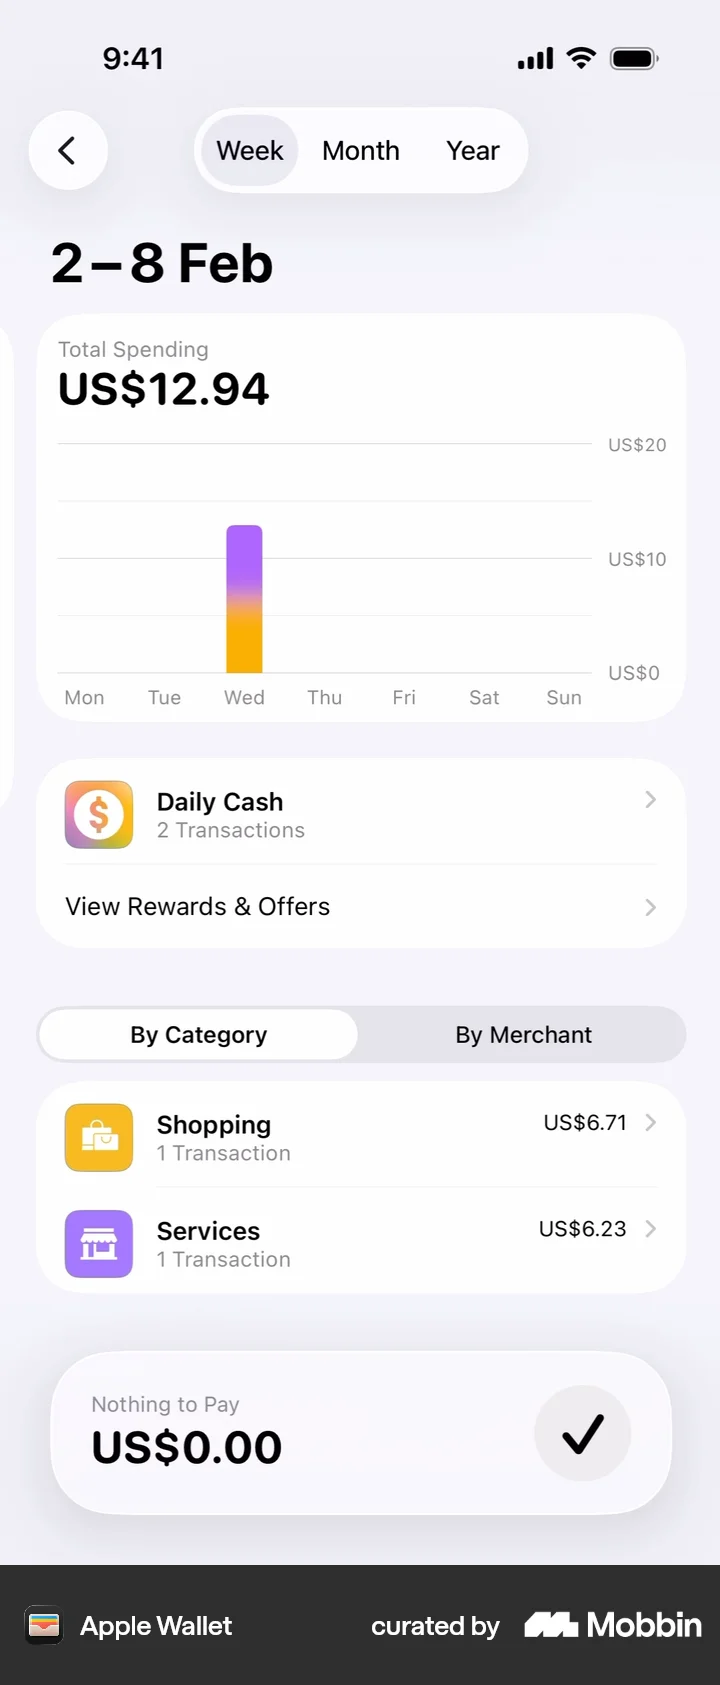 9:41
Week Month Year
2–8 Feb
Total Spending
US$12.94
US$20
US$10
US$0
Mon Tue Wed Thu Fri Sat Sun
$
Daily Cash
2 Transactions
View Rewards & Offers
By Category By Merchant
Shopping US$6.71
1 Transaction
Services US$6.23
1 Transaction
Nothing to Pay
US$0.00
Apple Wallet curated by Mobbin